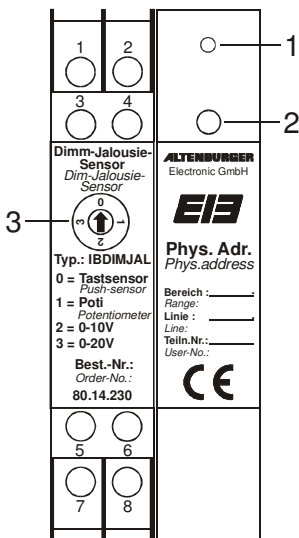 1 2
3 4
Dimm-Jalousie-
Sensor
Dim-Jalousie-
Sensor
0
3 1
2
Typ.: IBDIMJAL
0 = Tastsensor
Push-sensor
1 = Poti
Potentiometer
2 = 0-10V
3 = 0-20V
Best.-Nr.:
Order-No.:
80.14.230
5 6
7 8
3
1
2
ALTENBURGER
Electronic GmbH
EIB
Phys. Adr.
Phys.address
Bereich :
Range:
Linie :
Line:
Teiln.Nr.:
User-No.:
CE